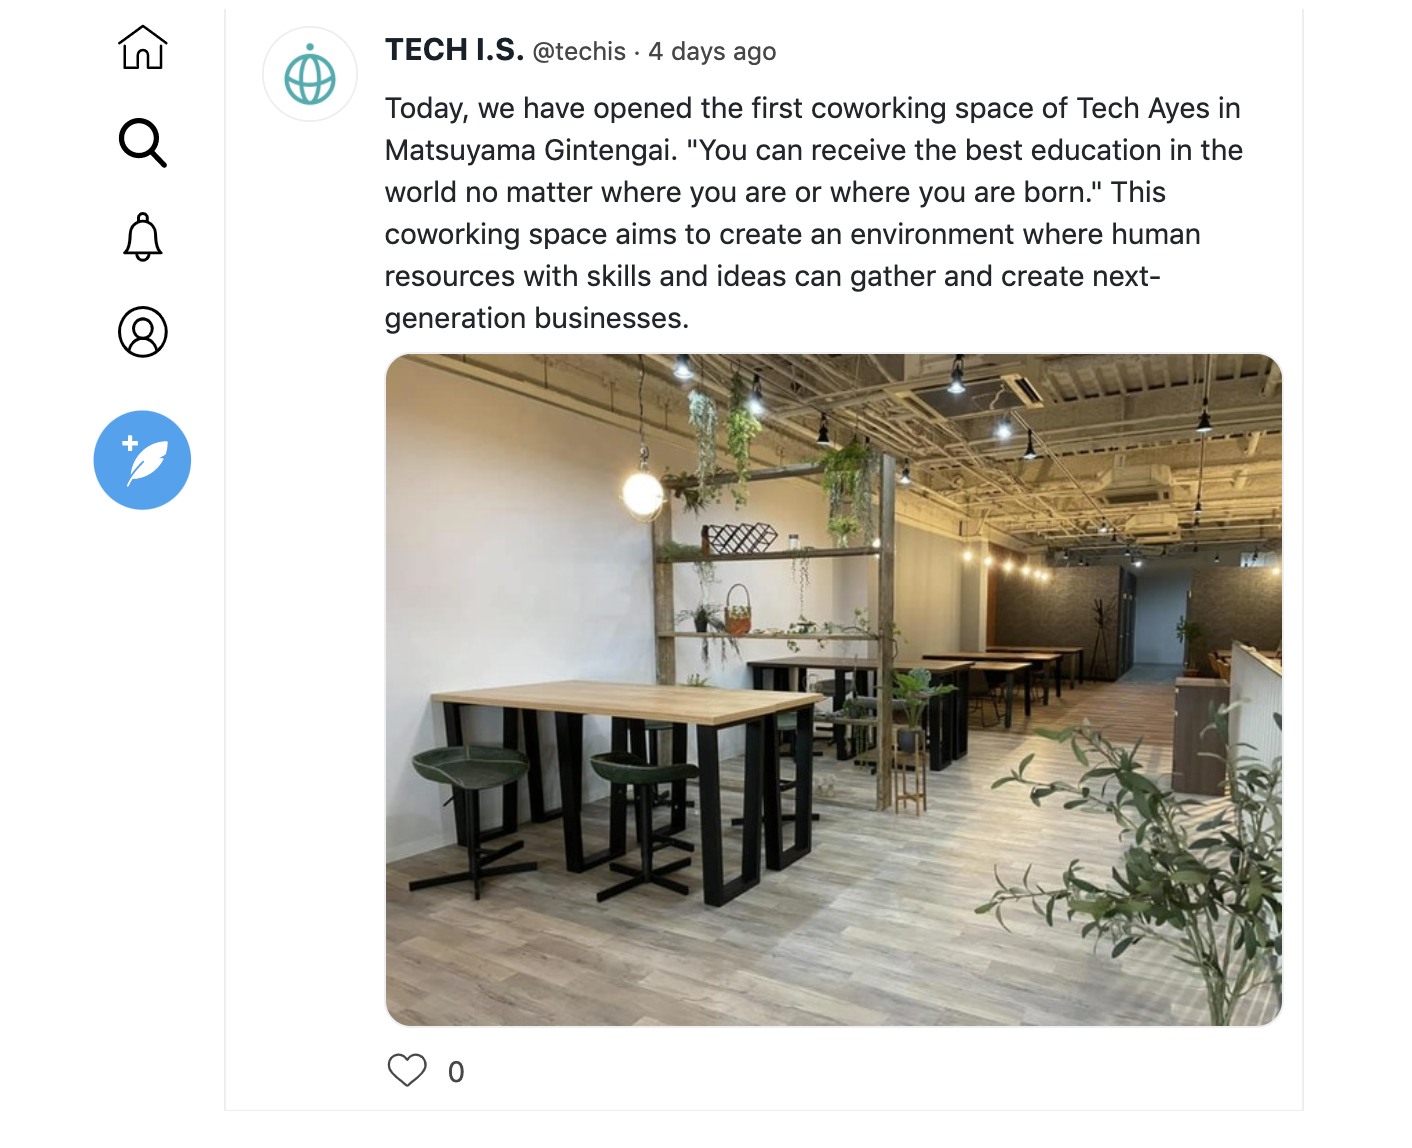 TECH I.S. @techis · 4 days ago
Today, we have opened the first coworking space of Tech Ayes in
Matsuyama Gintengai. "You can receive the best education in the
world no matter where you are or where you are born." This
coworking space aims to create an environment where human
resources with skills and ideas can gather and create next-
generation businesses.
0